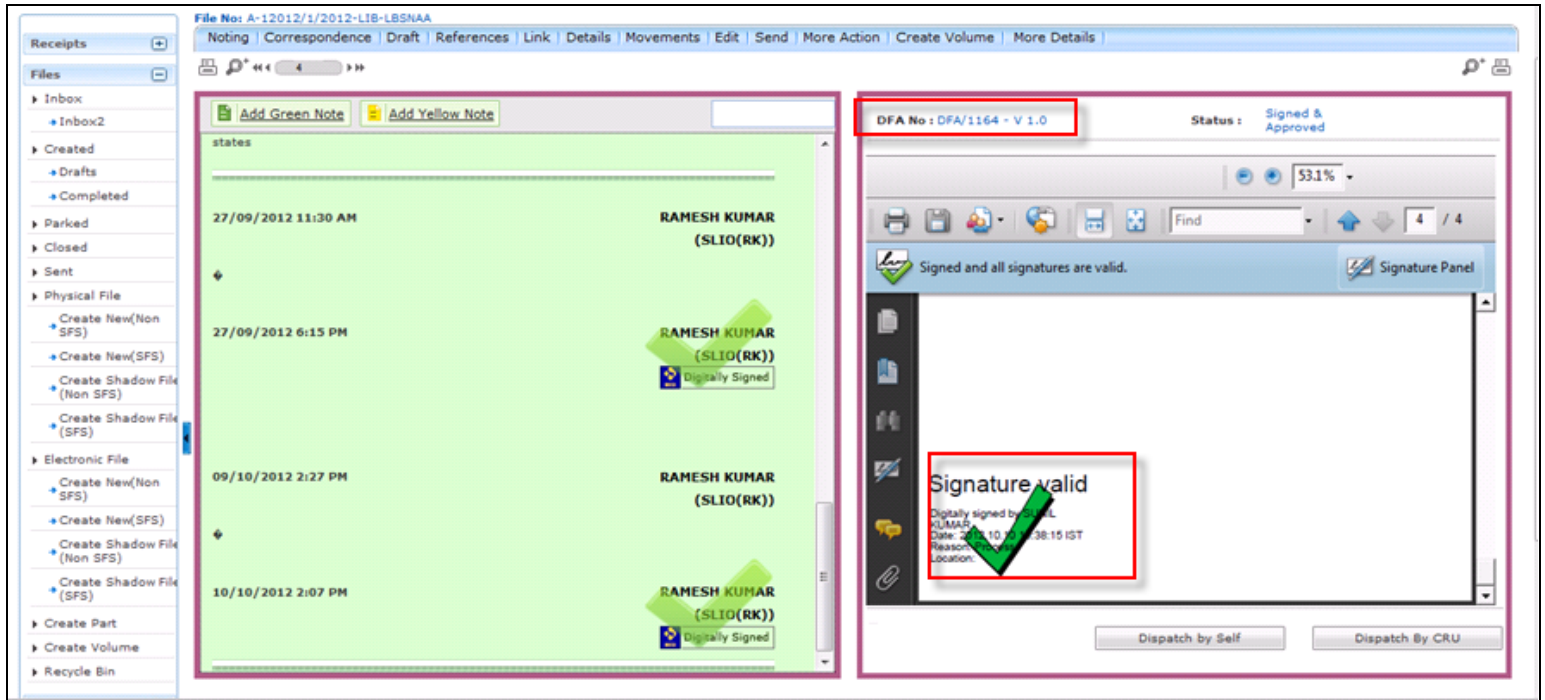 File No: A-12012/1/2012-LIB-LBSNAA
Noting | Correspondence | Draft | References | Link | Details | Movements | Edit | Send | More Action | Create Volume | More Details |
4
Receipts
Files
Inbox
Inbox2
Created
Drafts
Completed
Parked
Closed
Sent
Physical File
Create New(Non
SFS)
Create New(SFS)
Create Shadow File
(Non SFS)
Create Shadow File
(SFS)
Electronic File
Create New(Non
SFS)
Create New(SFS)
Create Shadow File
(Non SFS)
Create Shadow File
(SFS)
Create Part
Create Volume
Recycle Bin
Add Green Note Add Yellow Note
states
27/09/2012 11:30 AM RAMESH KUMAR
(SLIO(RK))
�
27/09/2012 6:15 PM RAMESH KUMAR
(SLIO(RK))
Digitally Signed
09/10/2012 2:27 PM RAMESH KUMAR
(SLIO(RK))
�
10/10/2012 2:07 PM RAMESH KUMAR
(SLIO(RK))
Digitally Signed
DFA No : DFA/1164 - V 1.0 Status : Signed &
Approved
53.1%
Find 4 / 4
Signed and all signatures are valid. Signature Panel
Signature valid
Digitally signed by
KUMAR
Date: IST
Reason:
Location:
Dispatch by Self Dispatch By CRU